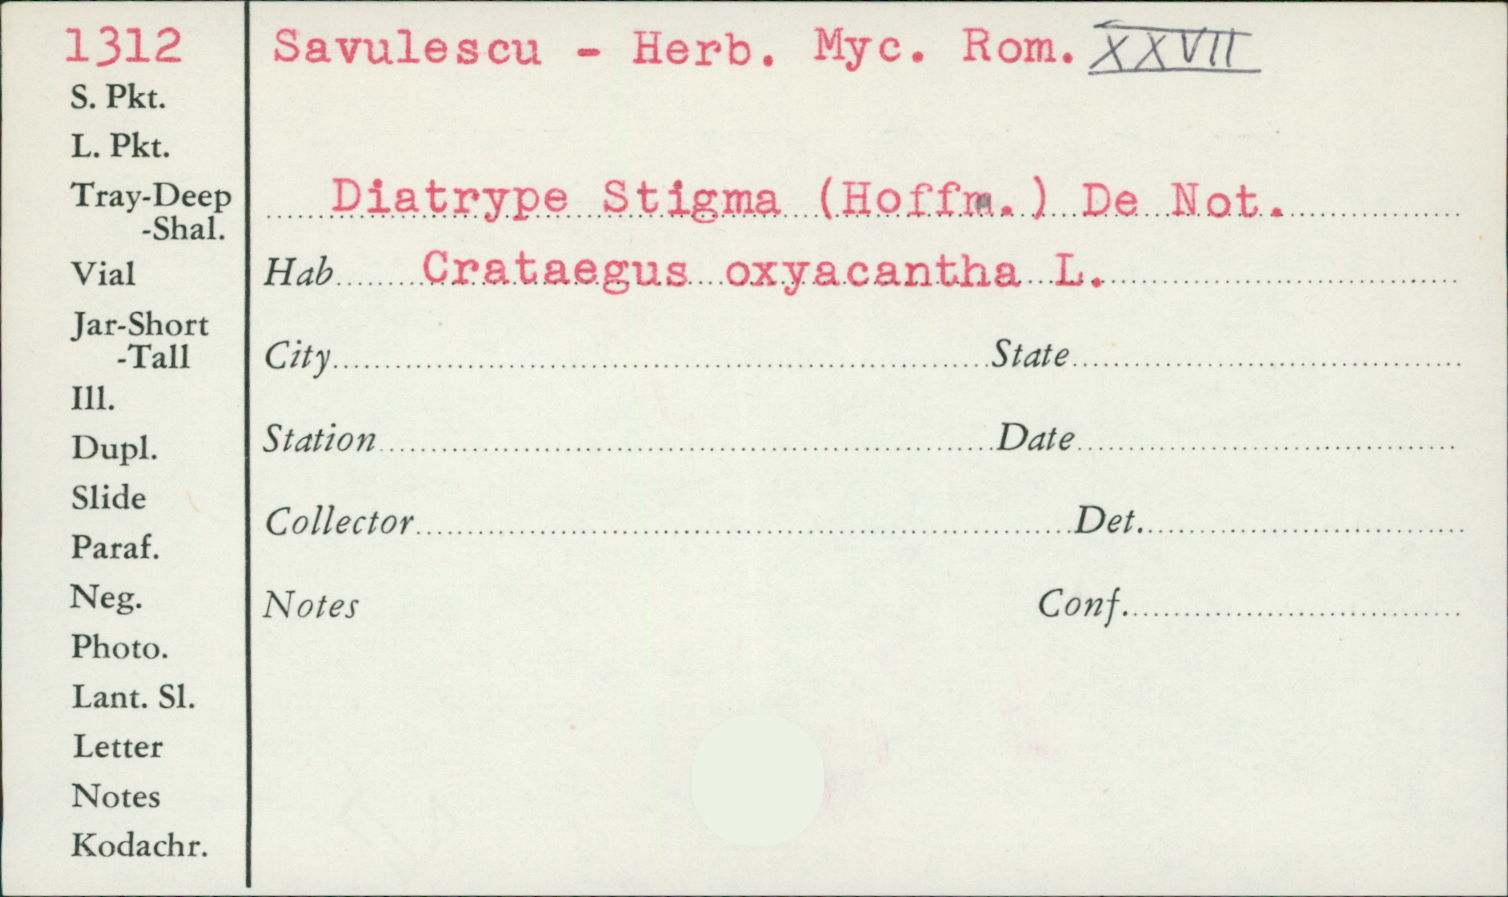 1312
Savulescu - Herb. Myc. Rom. XXVII
S. Pkt.
L. Pkt.
Tray-Deep
-Shal.
Vial
Jar-Short
-Tall
Ill.
Dupl.
Slide
Paraf.
Neg.
Photo.
Lant. Sl.
Letter
Notes
Kodachr.
Diatrype Stigma (Hoffm.) De Not.
Hab Crataegus oxyacantha L.
City State
Station Date
Collector Det.
Notes Conf.